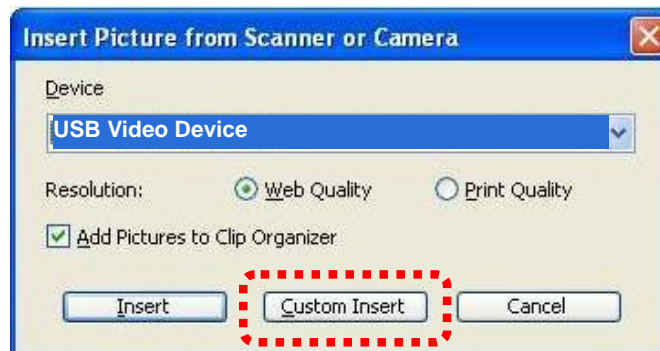 Insert Picture from Scanner or Camera
Device
USB Video Device
Resolution: Web Quality Print Quality
Add Pictures to Clip Organizer
Insert Custom Insert Cancel